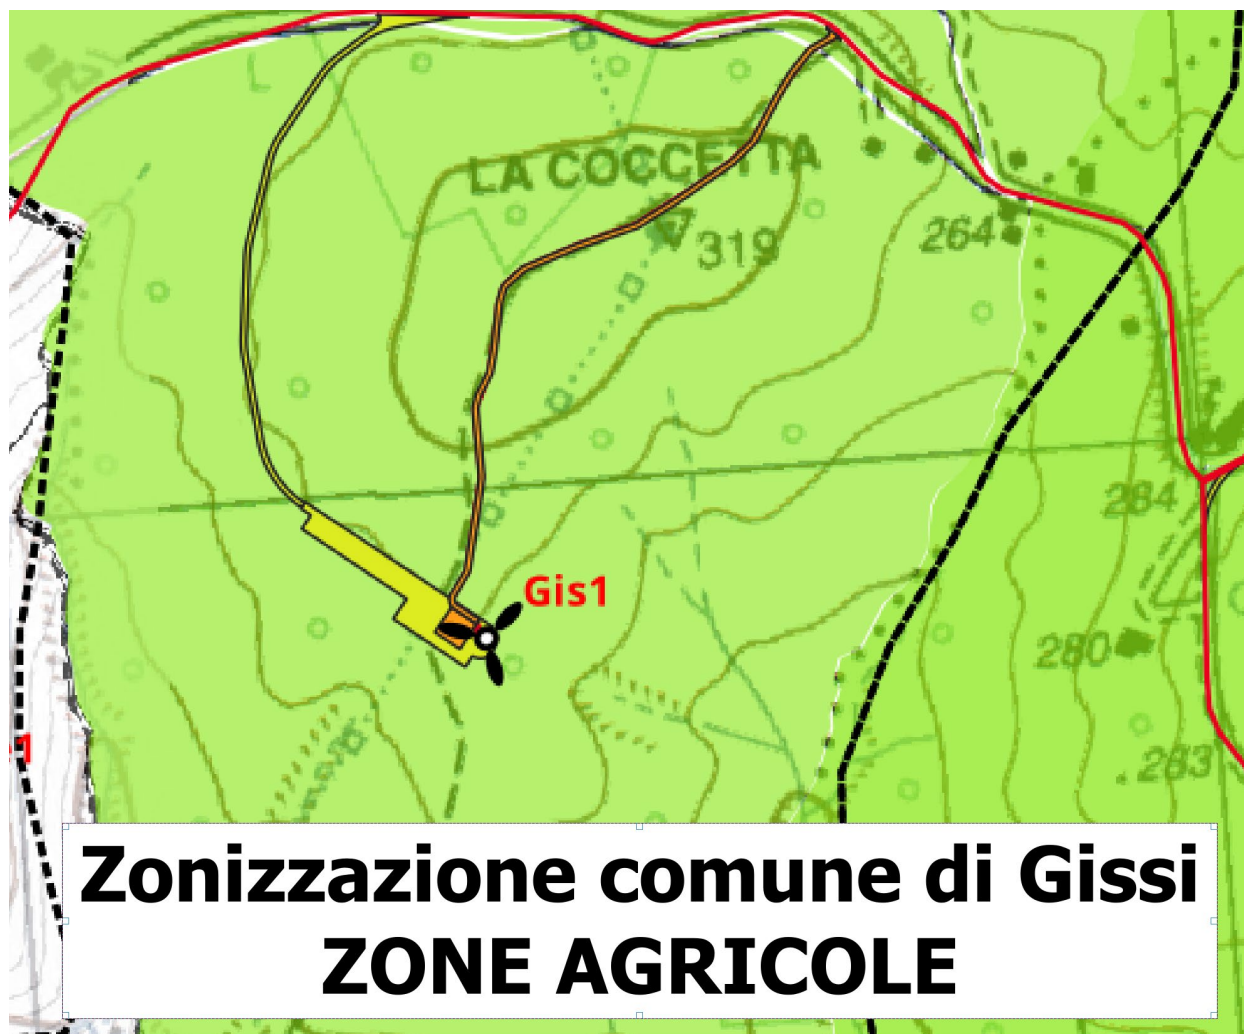 LA COCCETTA
319
264
Gis1
284
280
283
Zonizzazione comune di Gissi
ZONE AGRICOLE